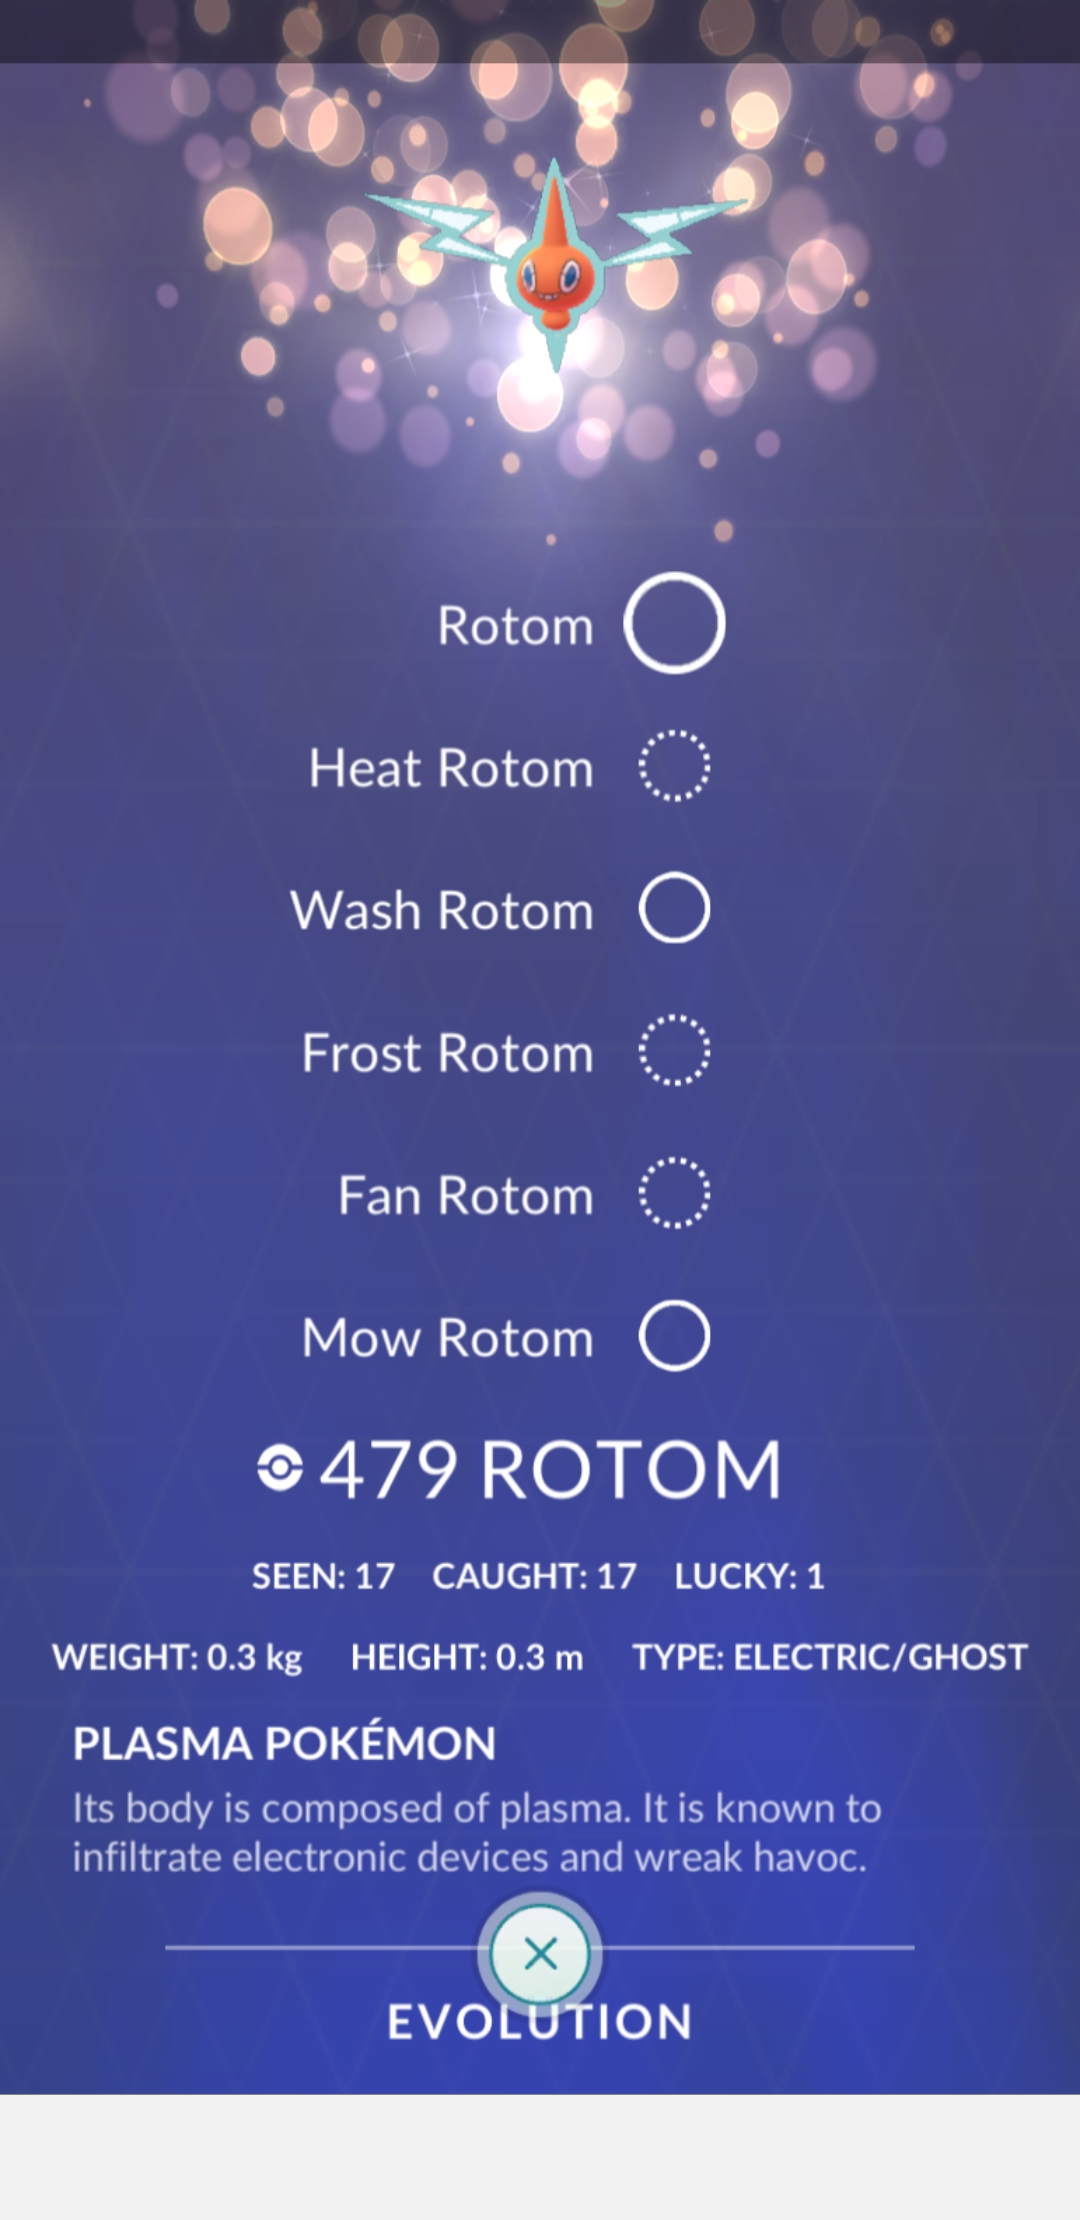 Rotom
Heat Rotom
Wash Rotom
Frost Rotom
Fan Rotom
Mow Rotom
479 ROTOM
SEEN: 17 CAUGHT: 17 LUCKY: 1
WEIGHT: 0.3 kg HEIGHT: 0.3 m TYPE: ELECTRIC/GHOST
PLASMA POKÉMON
Its body is composed of plasma. It is known to
infiltrate electronic devices and wreak havoc.
EVOLUTION